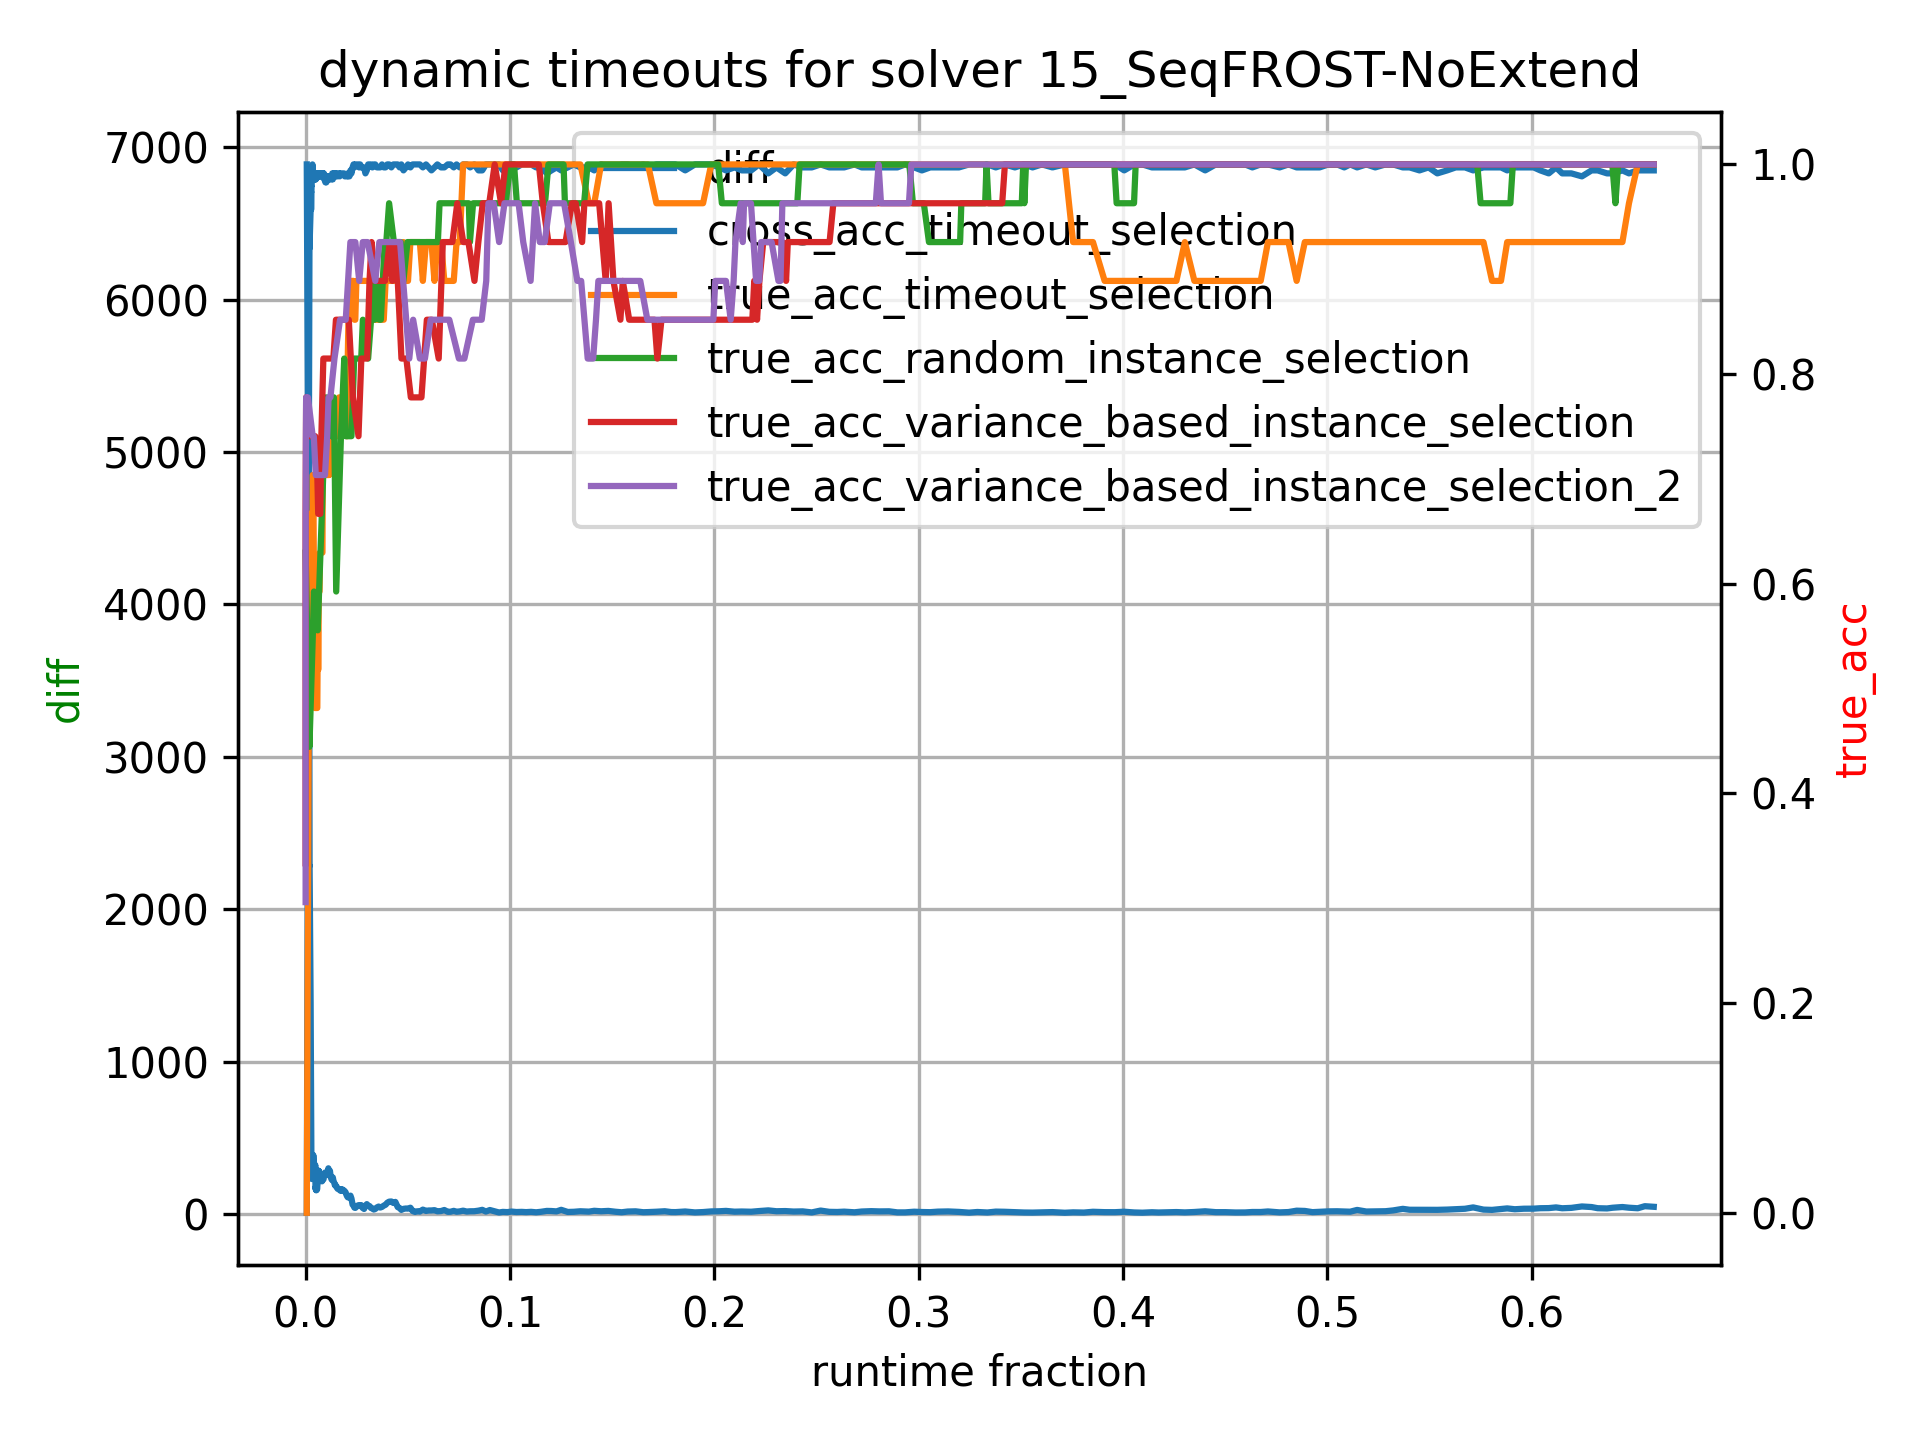 dynamic timeouts for solver 15_SeqFROST-NoExtend
7000
6000
5000
4000
3000
2000
1000
0
diff
diff
cross_acc_timeout_selection
true_acc_timeout_selection
true_acc_random_instance_selection
true_acc_variance_based_instance_selection
true_acc_variance_based_instance_selection_2
1.0
0.8
0.6
0.4
0.2
0.0
true_acc
0.0 0.1 0.2 0.3 0.4 0.5 0.6
runtime fraction